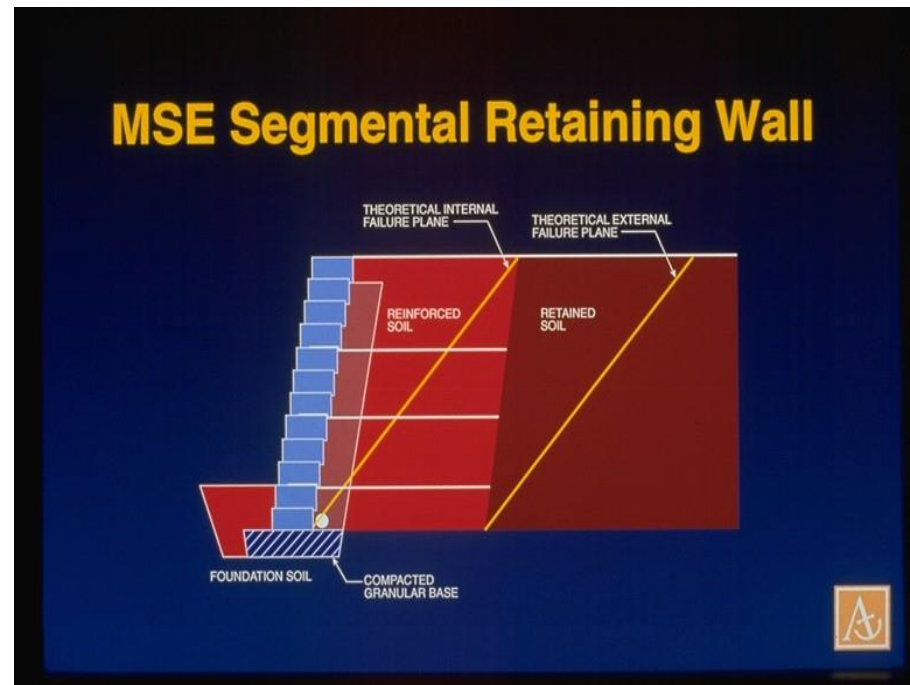 MSE Segmental Retaining Wall
THEORETICAL INTERNAL
FAILURE PLANE
THEORETICAL EXTERNAL
FAILURE PLANE
REINFORCED
SOIL
RETAINED
SOIL
FOUNDATION SOIL
COMPACTED
GRANULAR BASE
A